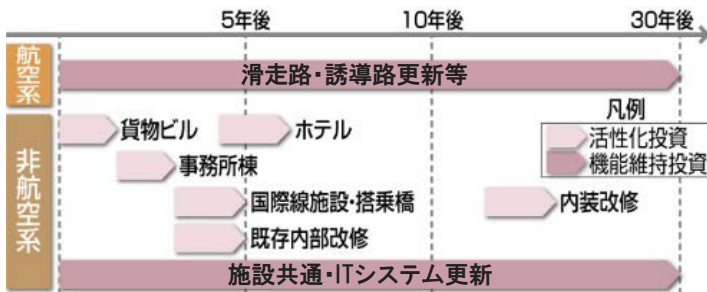 5年後 10年後 30年後
航空系
滑走路・誘導路更新等
凡例
活性化投資
機能維持投資
非航空系
貨物ビル
ホテル
事務所棟
国際線施設・搭乗橋
内装改修
既存内部改修
施設共通・ITシステム更新